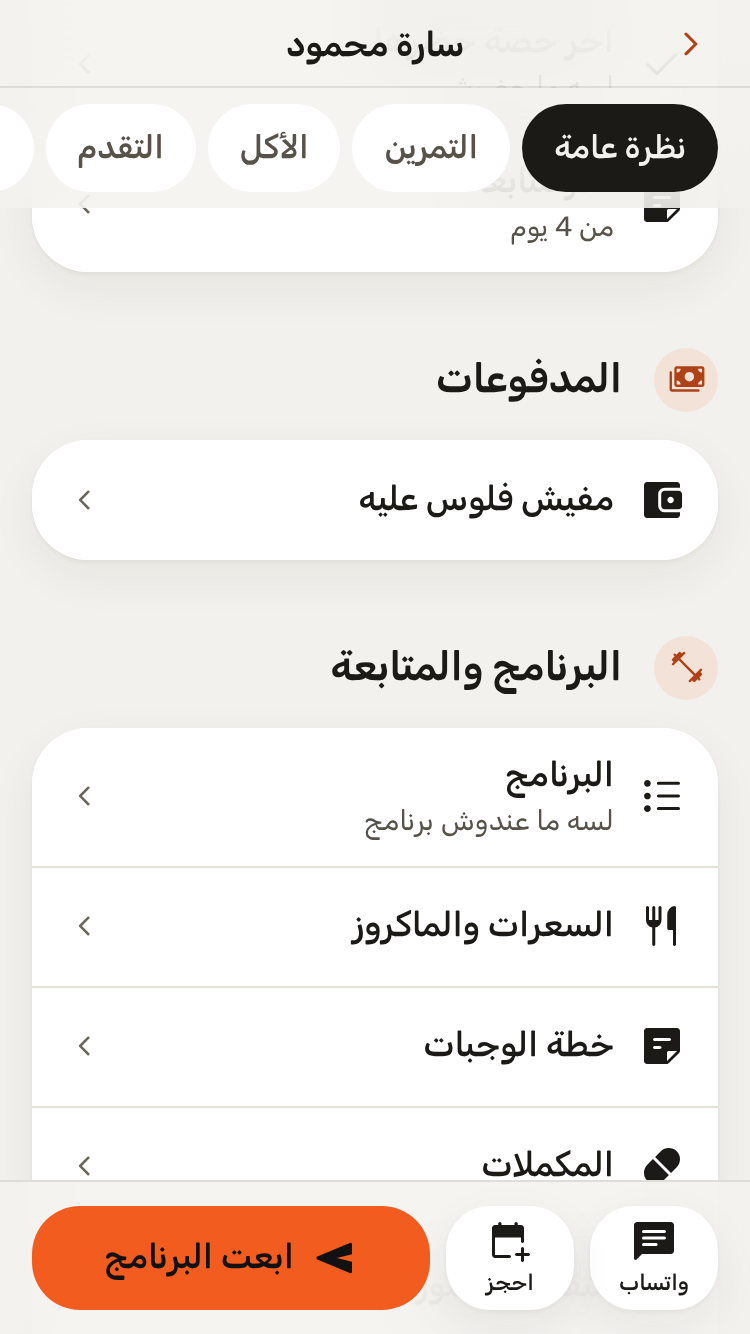 سارة محمود
نظرة عامة
التمرين
الأكل
التقدم
من 4 يوم
المدفوعات
مفيش فلوس عليه
البرنامج والمتابعة
البرنامج
لسه ما عندوش برنامج
السعرات والماكروز
خطة الوجبات
المكملات
واتساب
احجز
ابعت البرنامج